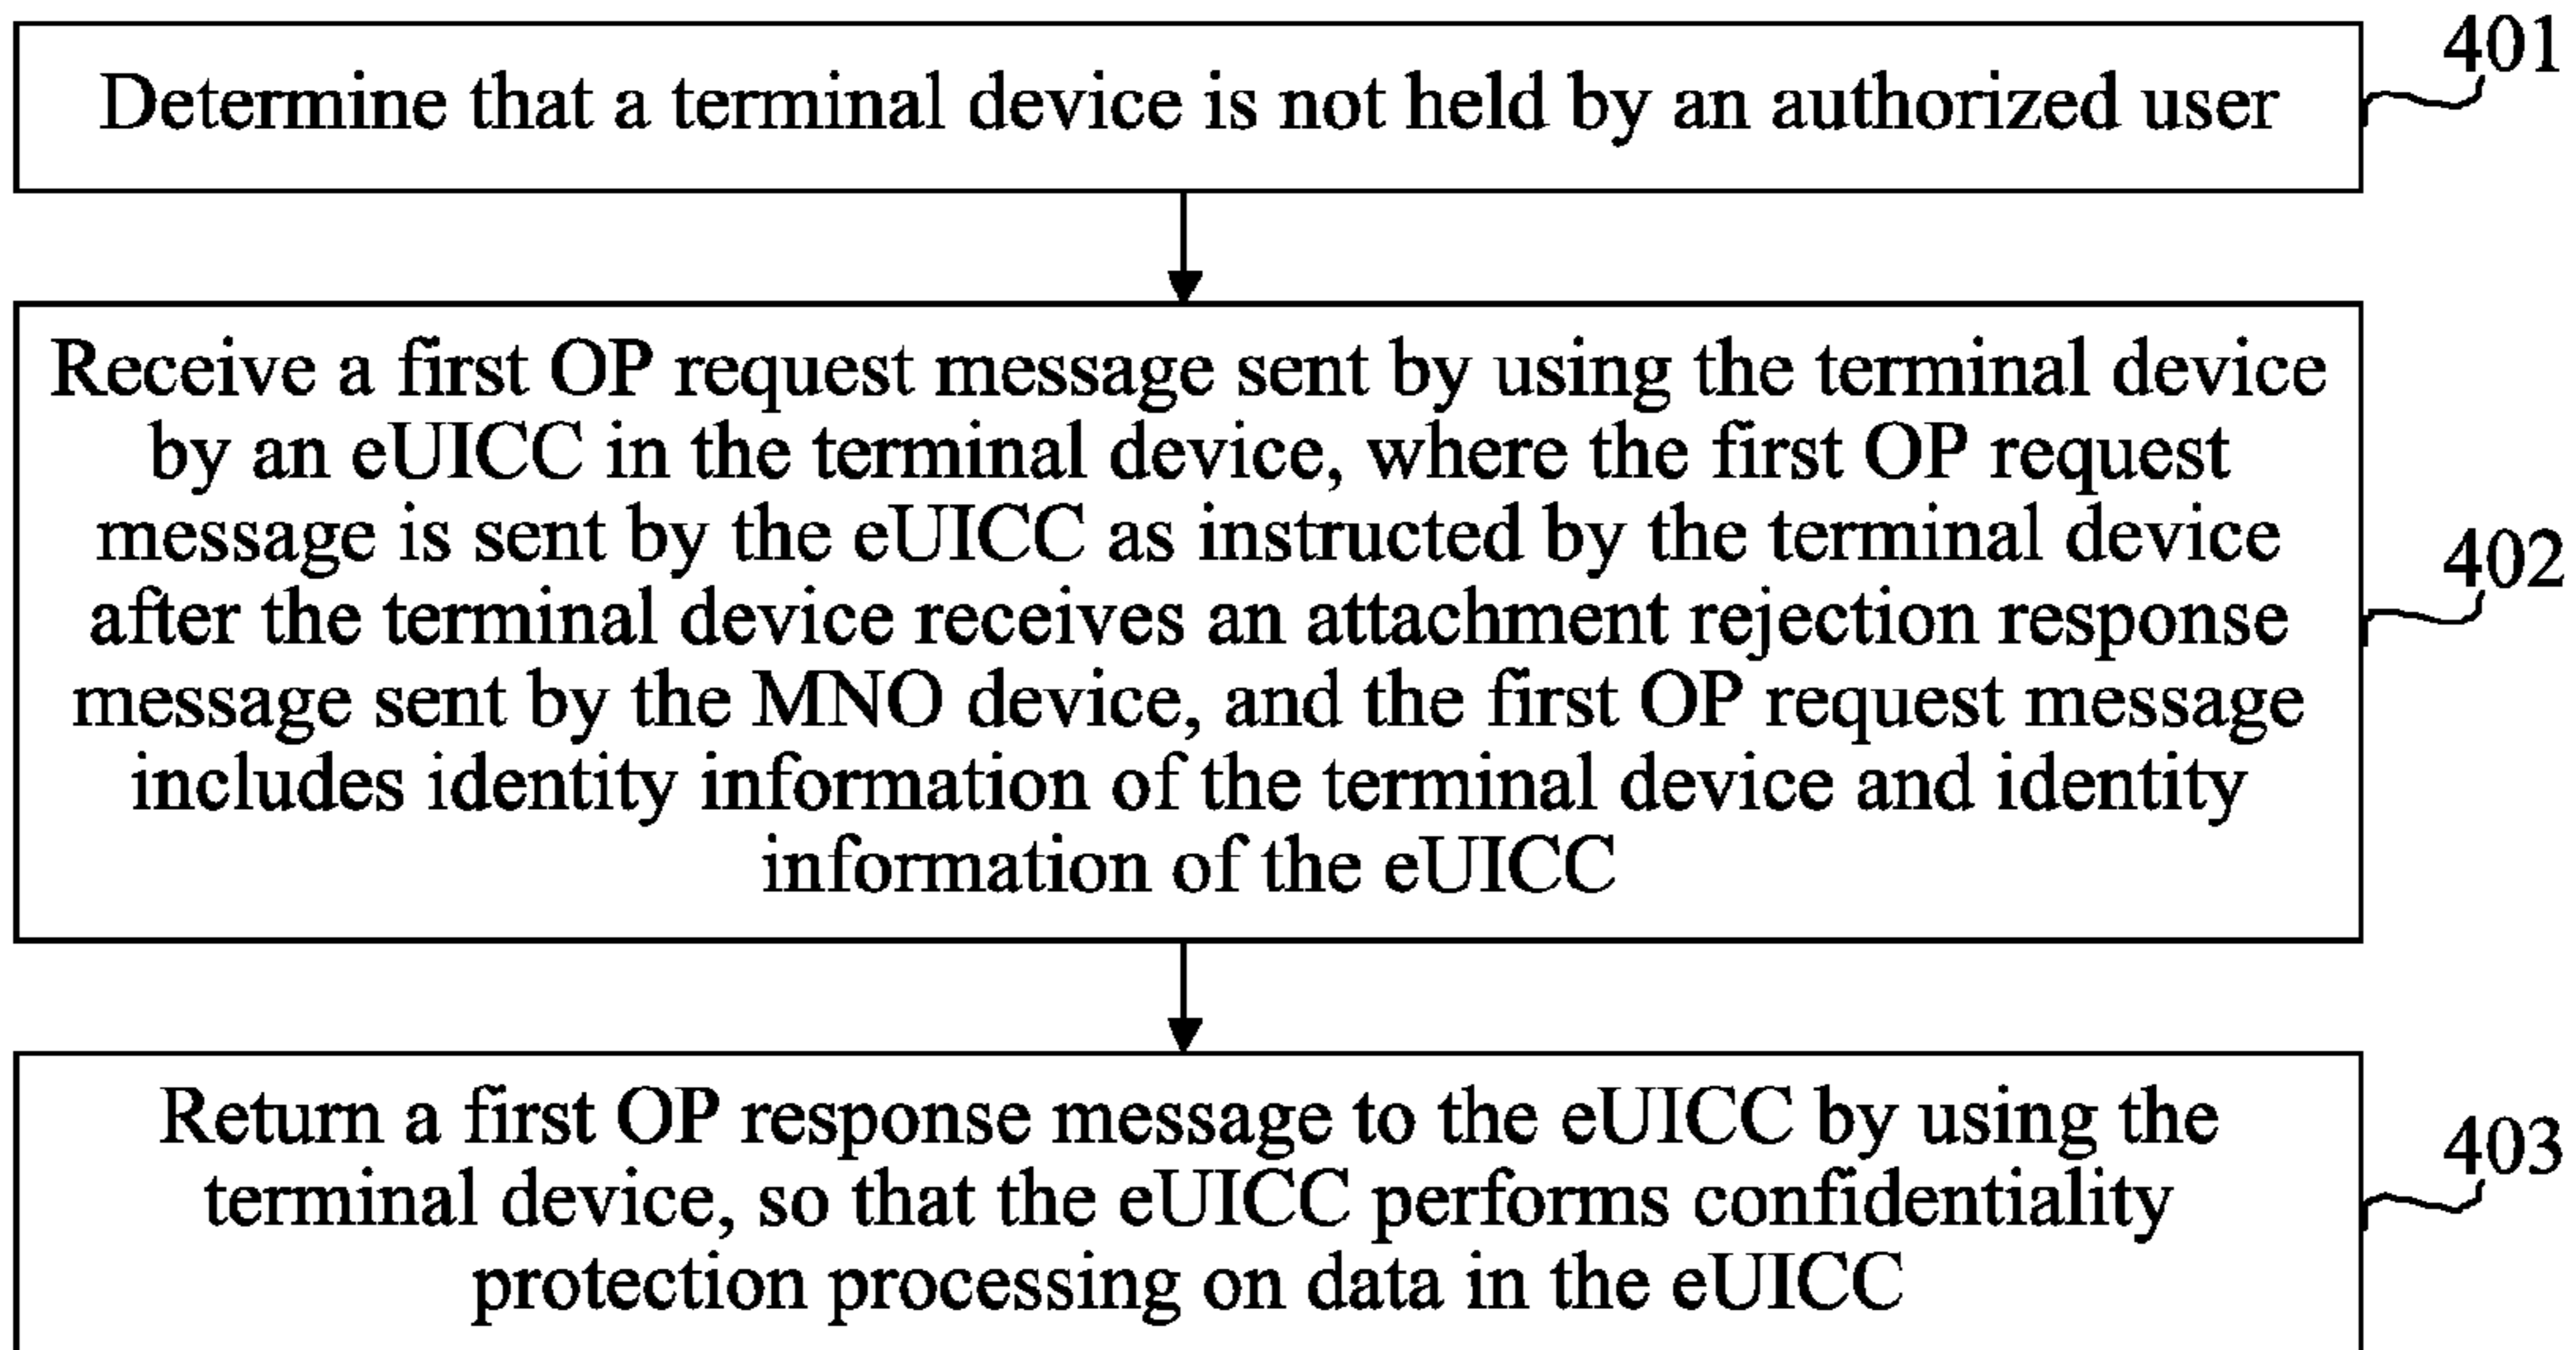 401
Determine that a terminal device is not held by an authorized user
Receive a first OP request message sent by using the terminal device
by an eUICC in the terminal device, where the first OP request
message is sent by the eUICC as instructed by the terminal device
402
after the terminal device receives an attachment rejection response
message sent by the MNO device, and the first OP request message
includes identity information of the terminal device and identity
information of the eUICC
Return a first OP response message to the eUICC by using the
403
terminal device, so that the eUICC performs confidentiality
protection processing on data in the eUICC